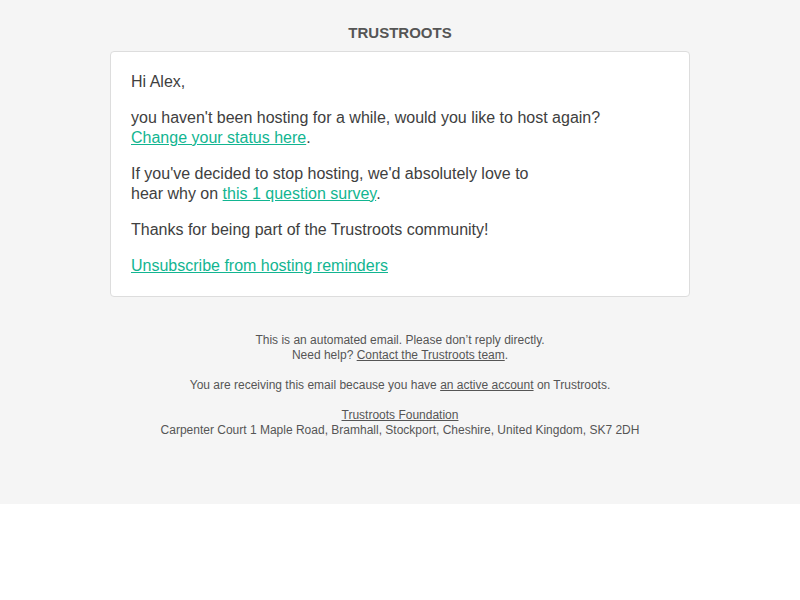 TRUSTROOTS
Hi Alex,
you haven't been hosting for a while, would you like to host again?
Change your status here.
If you've decided to stop hosting, we'd absolutely love to
hear why on this 1 question survey.
Thanks for being part of the Trustroots community!
Unsubscribe from hosting reminders
This is an automated email. Please don’t reply directly.
Need help? Contact the Trustroots team.
You are receiving this email because you have an active account on Trustroots.
Trustroots Foundation
Carpenter Court 1 Maple Road, Bramhall, Stockport, Cheshire, United Kingdom, SK7 2DH